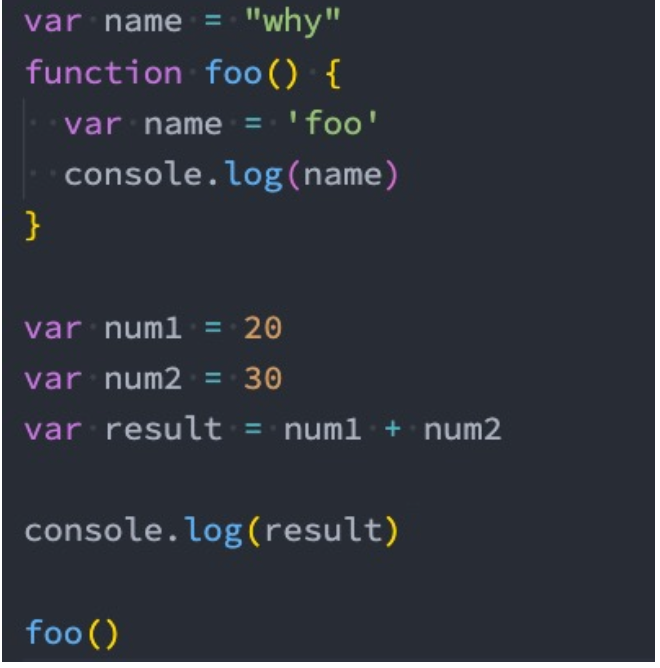 var name = "why"
function foo() {
  var name = 'foo'
  console.log(name)
}

var num1 = 20
var num2 = 30
var result = num1 + num2

console.log(result)

foo()